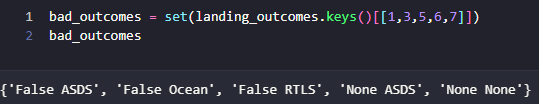 1 bad_outcomes = set(landing_outcomes.keys()[[1,3,5,6,7]])
2 bad_outcomes
{'False ASDS', 'False Ocean', 'False RTLS', 'None ASDS', 'None None'}